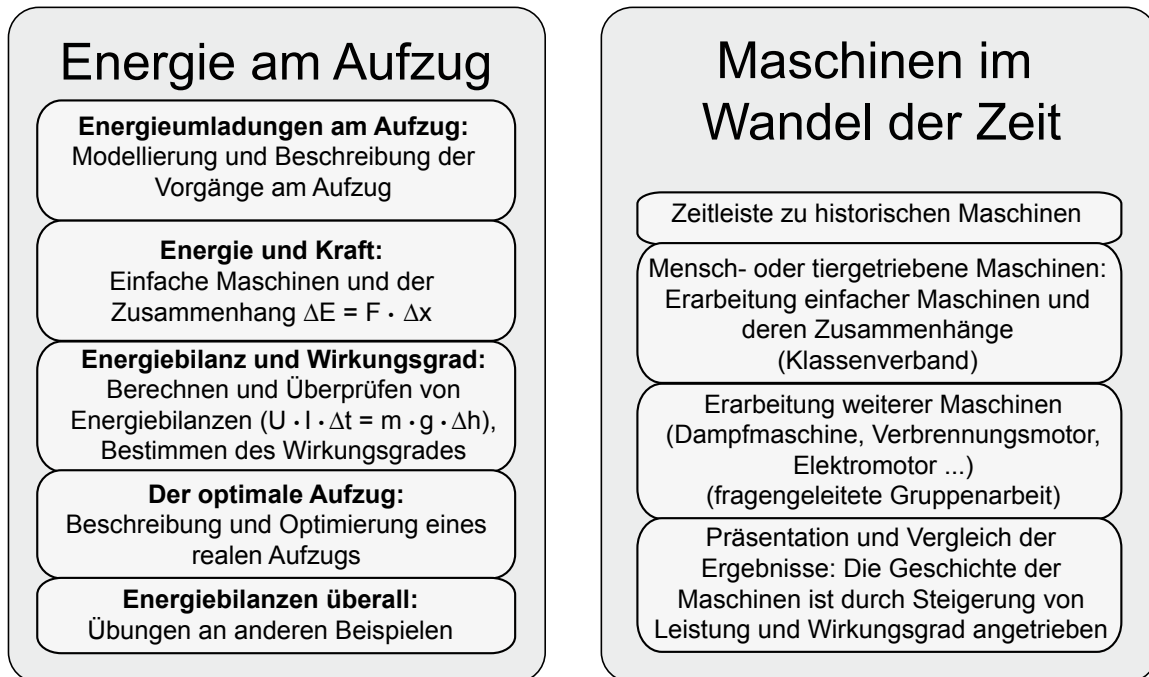 Energie am Aufzug
Energieumladungen am Aufzug:
Modellierung und Beschreibung der
Vorgänge am Aufzug
Energie und Kraft:
Einfache Maschinen und der
Zusammenhang ΔE = F · Δx
Energiebilanz und Wirkungsgrad:
Berechnen und Überprüfen von
Energiebilanzen (U · I · Δt = m · g · Δh),
Bestimmen des Wirkungsgrades
Der optimale Aufzug:
Beschreibung und Optimierung eines
realen Aufzugs
Energiebilanzen überall:
Übungen an anderen Beispielen
Maschinen im
Wandel der Zeit
Zeitleiste zu historischen Maschinen
Mensch- oder tiergetriebene Maschinen:
Erarbeitung einfacher Maschinen und
deren Zusammenhänge
(Klassenverband)
Erarbeitung weiterer Maschinen
(Dampfmaschine, Verbrennungsmotor,
Elektromotor ...)
(fragengeleitete Gruppenarbeit)
Präsentation und Vergleich der
Ergebnisse: Die Geschichte der
Maschinen ist durch Steigerung von
Leistung und Wirkungsgrad angetrieben